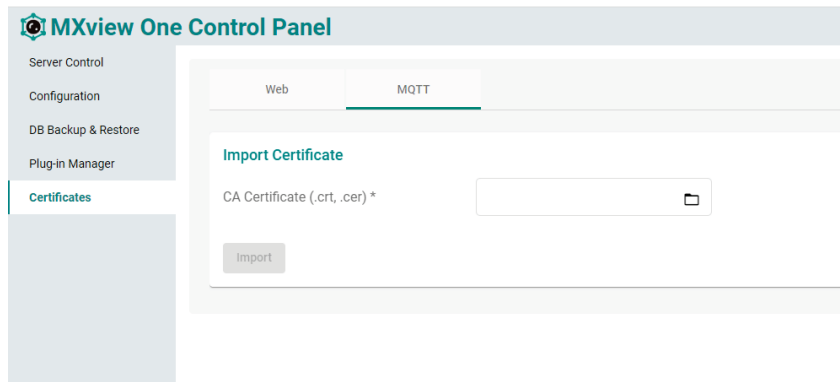 MXview One Control Panel
Server Control
Configuration
DB Backup & Restore
Plug-in Manager
Certificates
Web
MQTT
Import Certificate
CA Certificate (.crt, .cer) *
Import